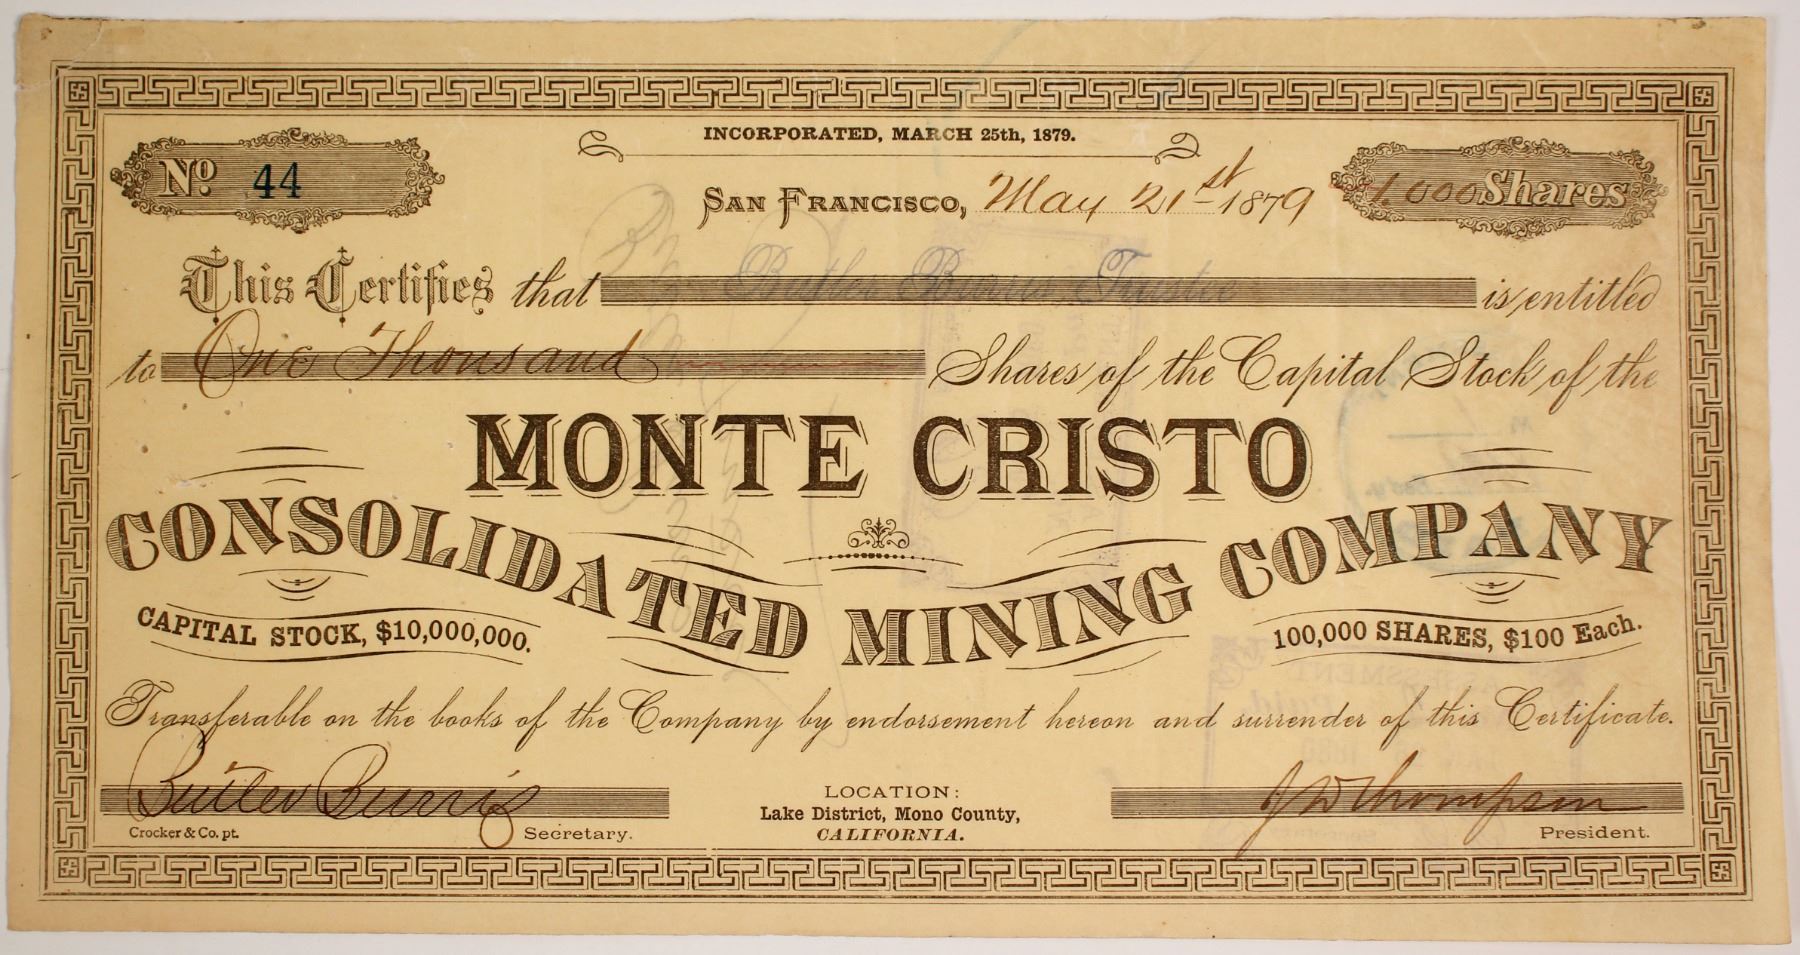 INCORPORATED, MARCH 25th, 1879.
No. 44
SAN FRANCISCO, May 21st 1879
1.000 Shares
This Certifies that Butler Burris Trustee is entitled
to One Thousand Shares of the Capital Stock of the
MONTE CRISTO
CONSOLIDATED MINING COMPANY
CAPITAL STOCK, $10,000,000.
100,000 SHARES, $100 Each.
Transferable on the books of the Company by endorsement hereon and surrender of this Certificate.
Butler Burris
J W Thompson
LOCATION:
Lake District, Mono County,
CALIFORNIA.
Crocker & Co. pt.
Secretary.
President.